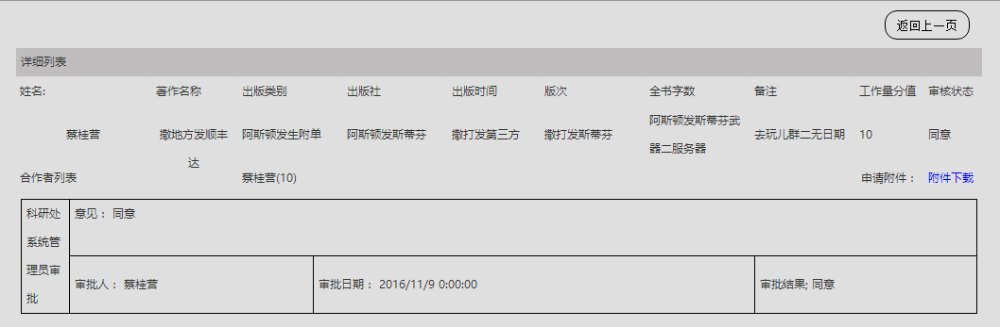 返回上一页
详细列表
姓名: 著作名称 出版类别 出版社 出版时间 版次 全书字数 备注 工作量分值 审核状态
蔡桂营 撒地方发顺丰达 阿斯顿发生附单 阿斯顿发斯蒂芬 撒打发第三方 撒打发斯蒂芬 阿斯顿发斯蒂芬武器二服务器 去玩儿群二无日期 10 同意
合作者列表 蔡桂营(10) 申请附件： 附件下载
科研处系统管理员审批 意见： 同意
审批人： 蔡桂营 审批日期： 2016/11/9 0:00:00 审批结果; 同意